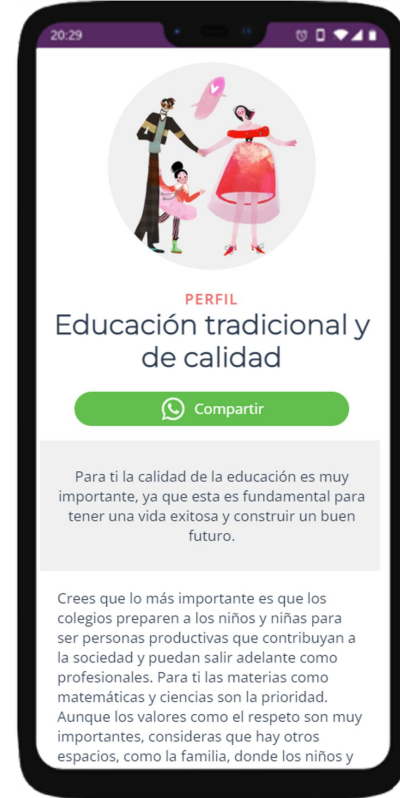 20:29
PERFIL
Educación tradicional y
de calidad
Compartir
Para ti la calidad de la educación es muy
importante, ya que esta es fundamental para
tener una vida exitosa y construir un buen
futuro.
Crees que lo más importante es que los
colegios preparen a los niños y niñas para
ser personas productivas que contribuyan a
la sociedad y puedan salir adelante como
profesionales. Para ti las materias como
matemáticas y ciencias son la prioridad.
Aunque los valores como el respeto son muy
importantes, consideras que hay otros
espacios, como la familia, donde los niños y